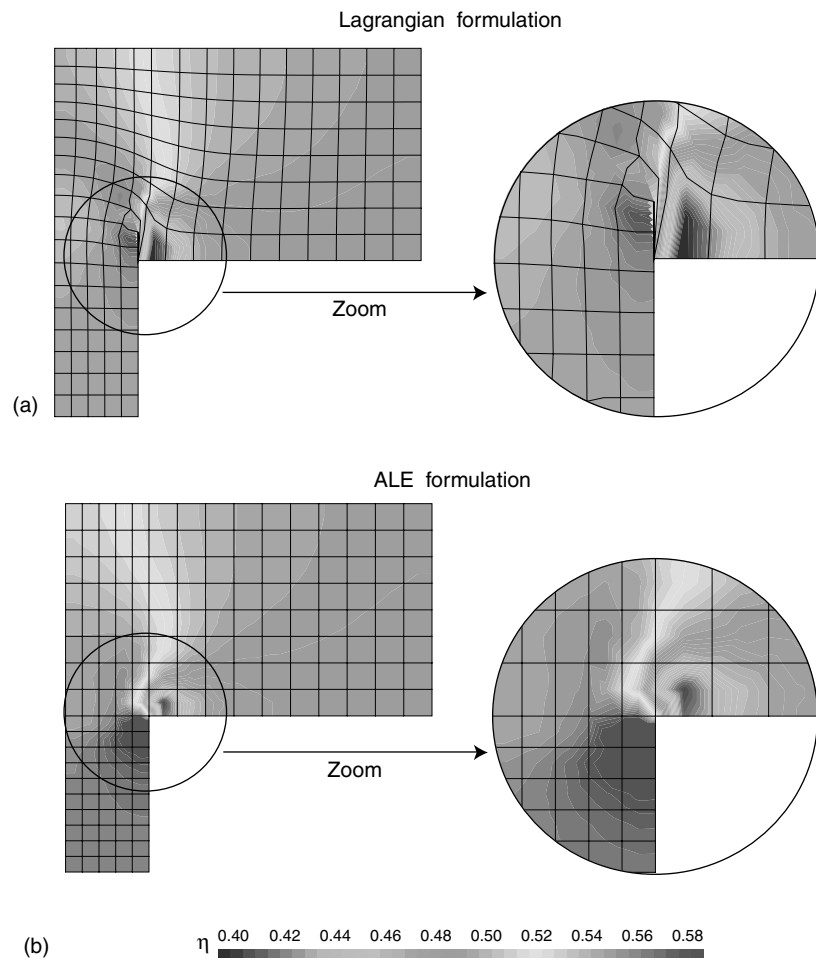 Lagrangian formulation
Zoom
(a)
ALE formulation
Zoom
(b)
η 0.40 0.42 0.44 0.46 0.48 0.50 0.52 0.54 0.56 0.58